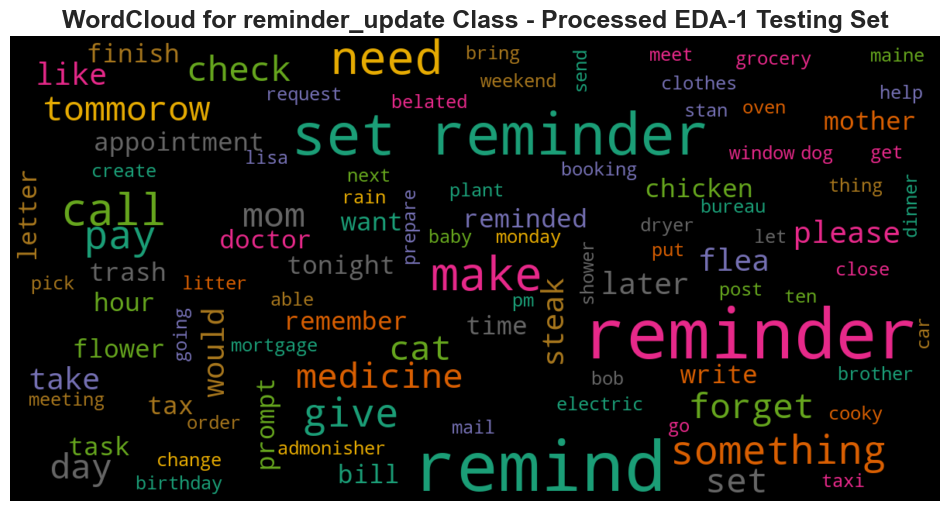 WordCloud for reminder_update Class - Processed EDA-1 Testing Set
finish
like
check
need
bring
weekend
send
meet
grocery
maine
clothes
help
request
belated
tommorow
stan
oven
mother
appointment
set reminder
window
dog
get
lisa
create
booking
next
rain
plant
chicken
thing
bureau
dinner
letter
call
pay
mom
want
prepare
reminded
dryer
doctor
baby
monday
put
let
please
trash
tonight
make
shower
flea
close
pick
litter
hour
able
pm
steak
later
post
ten
car
remember
time
reminder
flower
going
would
mortgage
cat
take
medicine
bob
write
brother
meeting
tax
order
prompt
give
electric
forget
cooky
task
change
admonisher
mail
go
something
day
birthday
bill
remind
set
taxi